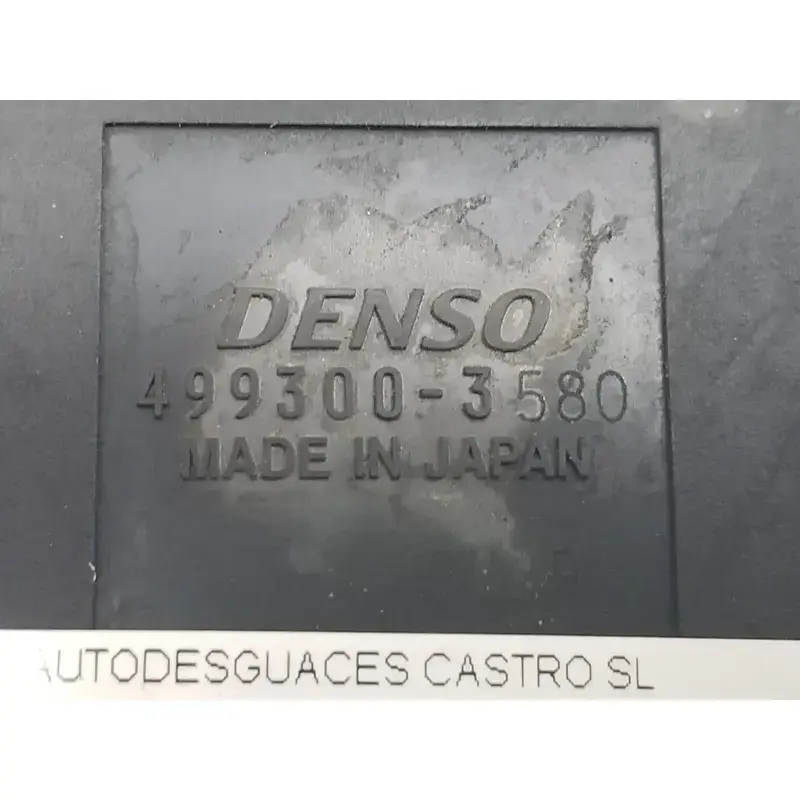 DENSO
499300-3580
MADE IN JAPAN
AUTODESGUACES CASTRO SL